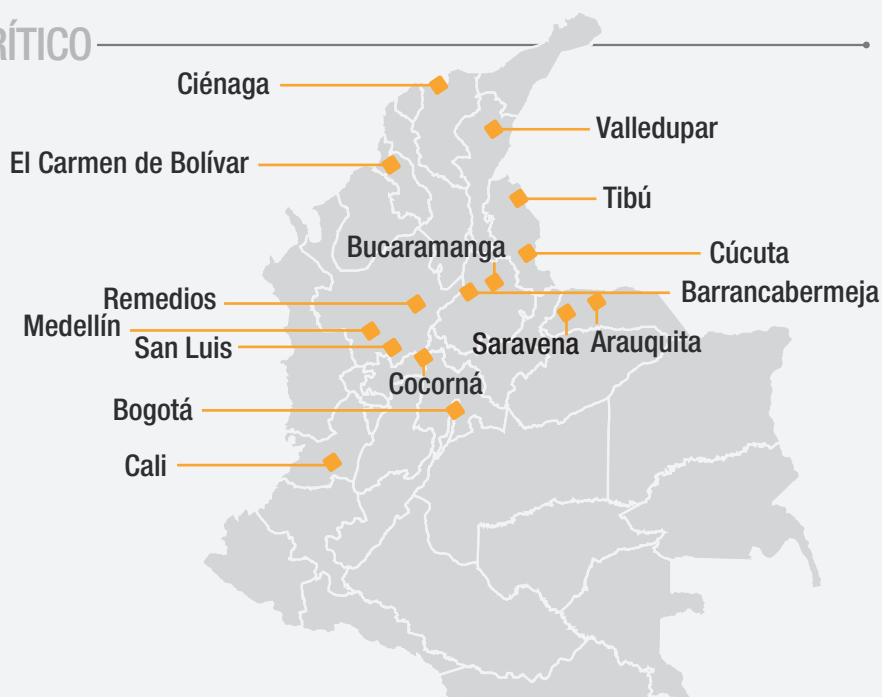 RÍTICO
Ciénaga
Valledupar
El Carmen de Bolívar
Tibú
Bucaramanga
Cúcuta
Barrancabermeja
Remedios
Medellín
San Luis
Saravena
Arauquita
Cocorná
Bogotá
Cali